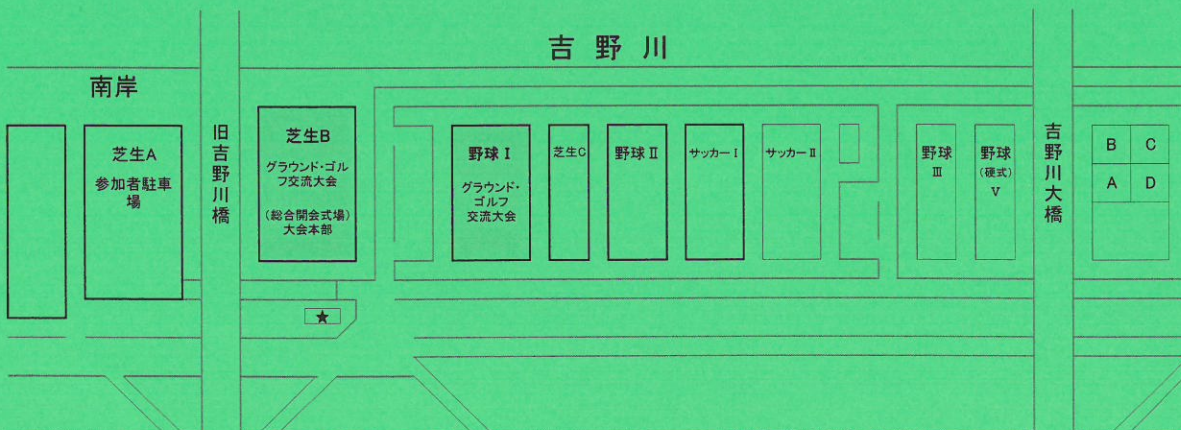 吉野川
南岸
芝生A
参加者駐車
場
旧吉野川橋
芝生B
グラウンド・ゴル
フ交流大会
(総合開会式場)
大会本部
野球Ⅰ
グラウンド・
ゴルフ
交流大会
芝生C
野球Ⅱ
サッカーⅠ
サッカーⅡ
野球
Ⅲ
野球
(硬式)
Ⅴ
吉野川大橋
B C
A D
★